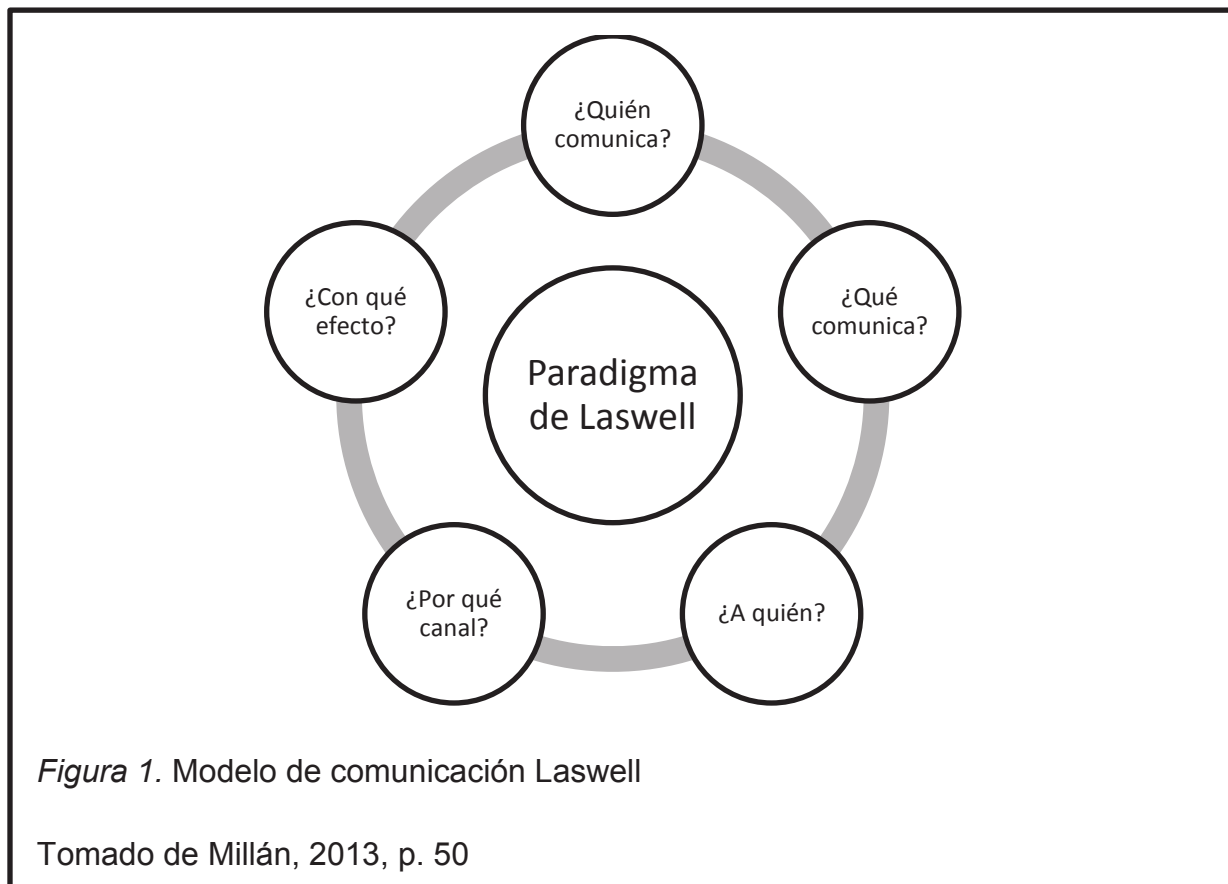 ¿Quién
comunica?
¿Qué
comunica?
¿A quién?
¿Por qué
canal?
¿Con qué
efecto?
Paradigma
de Laswell
Figura 1. Modelo de comunicación Laswell
Tomado de Millán, 2013, p. 50